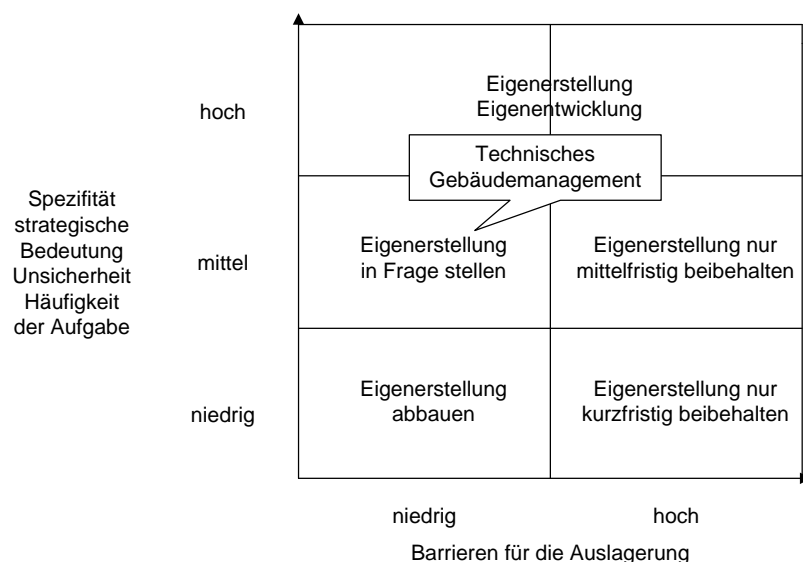 Eigenerstellung
Eigenentwicklung
hoch
Technisches
Gebäudemanagement
Spezifität
strategische
Bedeutung
Unsicherheit
Häufigkeit
der Aufgabe
mittel
Eigenerstellung
in Frage stellen
Eigenerstellung nur
mittelfristig beibehalten
niedrig
Eigenerstellung
abbauen
Eigenerstellung nur
kurzfristig beibehalten
niedrig
hoch
Barrieren für die Auslagerung